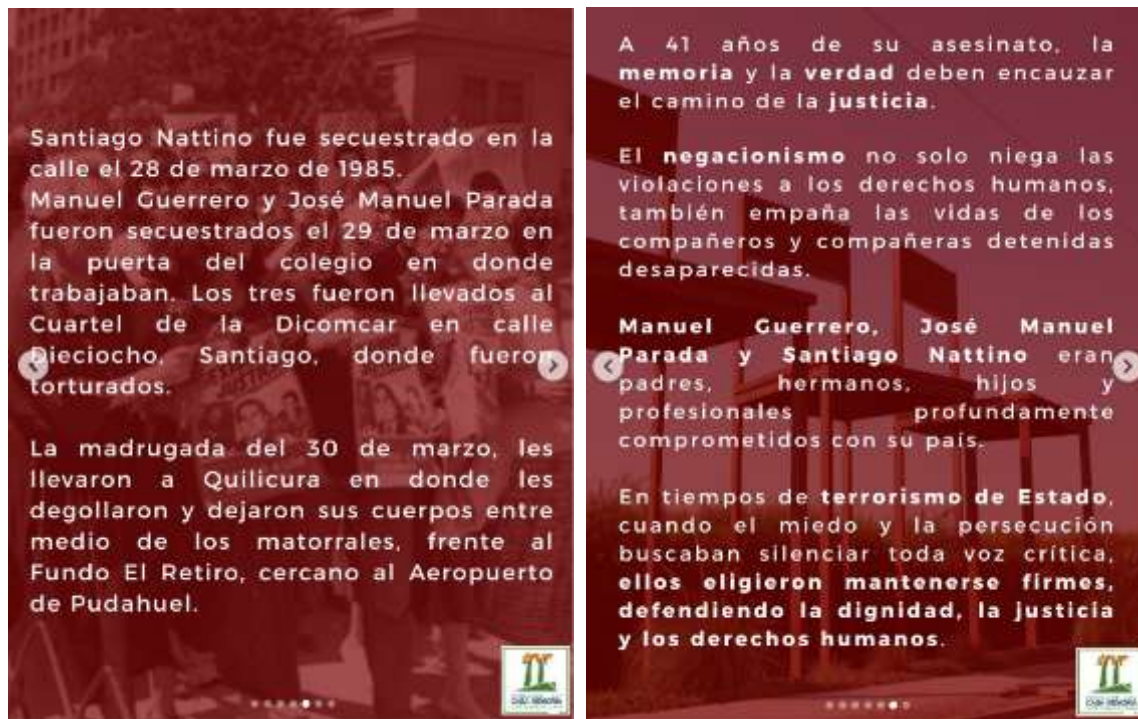 Santiago Nattino fue secuestrado en la
calle el 28 de marzo de 1985.
Manuel Guerrero y José Manuel Parada
fueron secuestrados el 29 de marzo en
la puerta del colegio en donde
trabajaban. Los tres fueron llevados al
Cuartel de la Dicomcar en calle
Dieciocho, Santiago, donde fueron
torturados.
La madrugada del 30 de marzo, les
llevaron a Quilicura en donde les
degollaron y dejaron sus cuerpos entre
medio de los matorrales, frente al
Fundo El Retiro, cercano al Aeropuerto
de Pudahuel.
A 41 años de su asesinato, la
memoria y la verdad deben encauzar
el camino de la justicia.
El negacionismo no solo niega las
violaciones a los derechos humanos,
también empaña las vidas de los
compañeros y compañeras detenidas
desaparecidas.
Manuel Guerrero, José Manuel
Parada y Santiago Nattino eran
padres, hermanos, hijos y
profesionales profundamente
comprometidos con su país.
En tiempos de terrorismo de Estado,
cuando el miedo y la persecución
buscaban silenciar toda voz crítica,
ellos eligieron mantenerse firmes,
defendiendo la dignidad, la justicia
y los derechos humanos.